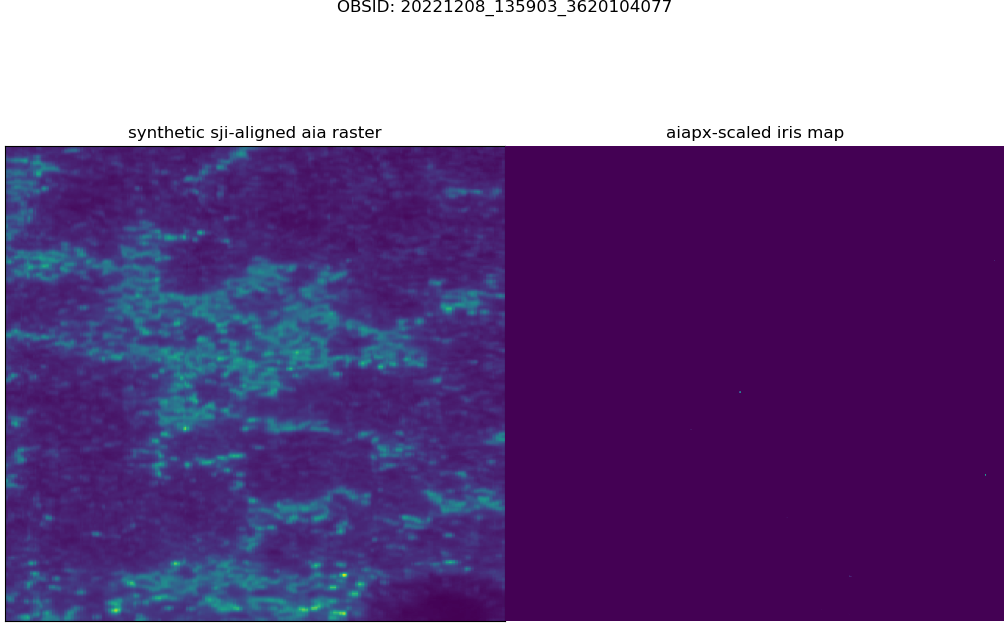 OBSID: 20221208_135903_3620104077
synthetic sji-aligned aia raster
aiapx-scaled iris map